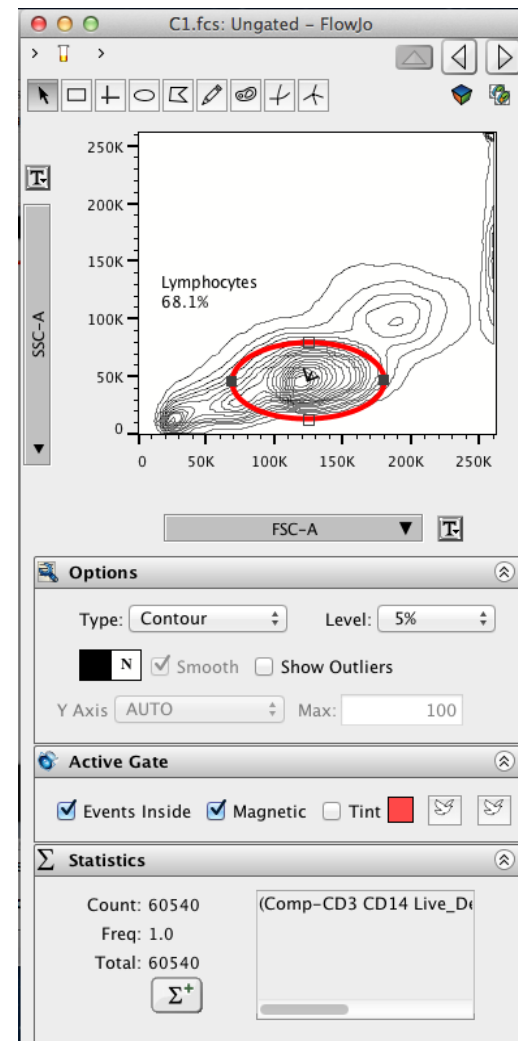 C1.fcs: Ungated – FlowJo
250K
200K
150K
100K
50K
0
SSC-A
Lymphocytes
68.1%
0 50K 100K 150K 200K 250K
FSC-A
T
T
Options
Type: Contour Level: 5%
N Smooth Show Outliers
Y Axis AUTO Max: 100
Active Gate
Events Inside Magnetic Tint
Σ Statistics
Count: 60540
Freq: 1.0
Total: 60540
Σ+
(Comp-CD3 CD14 Live_De